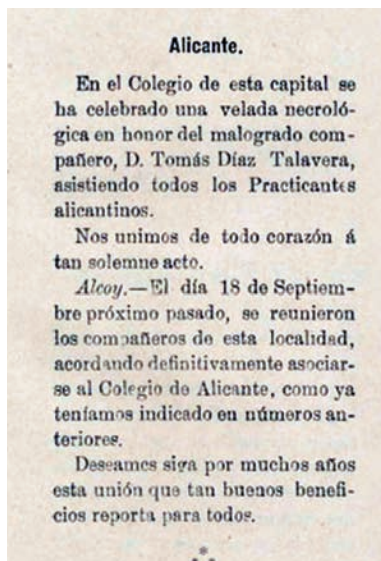 Alicante.
En el Colegio de esta capital se
ha celebrado una velada necroló-
gica en honor del malogrado com-
pañero, D. Tomás Díaz Talavera,
asistiendo todos los Practicantes
alicantinos.
Nos unimos de todo corazón á
tan solemne acto.
Alcoy.—El día 18 de Septiem-
bre próximo pasado, se reunieron
los compañeros de esta localidad,
acordando definitivamente asociar-
se al Colegio de Alicante, como ya
teníamos indicado en números an-
teriores.
Deseamos siga por muchos años
esta unión que tan buenos benefi-
cios reporta para todos.